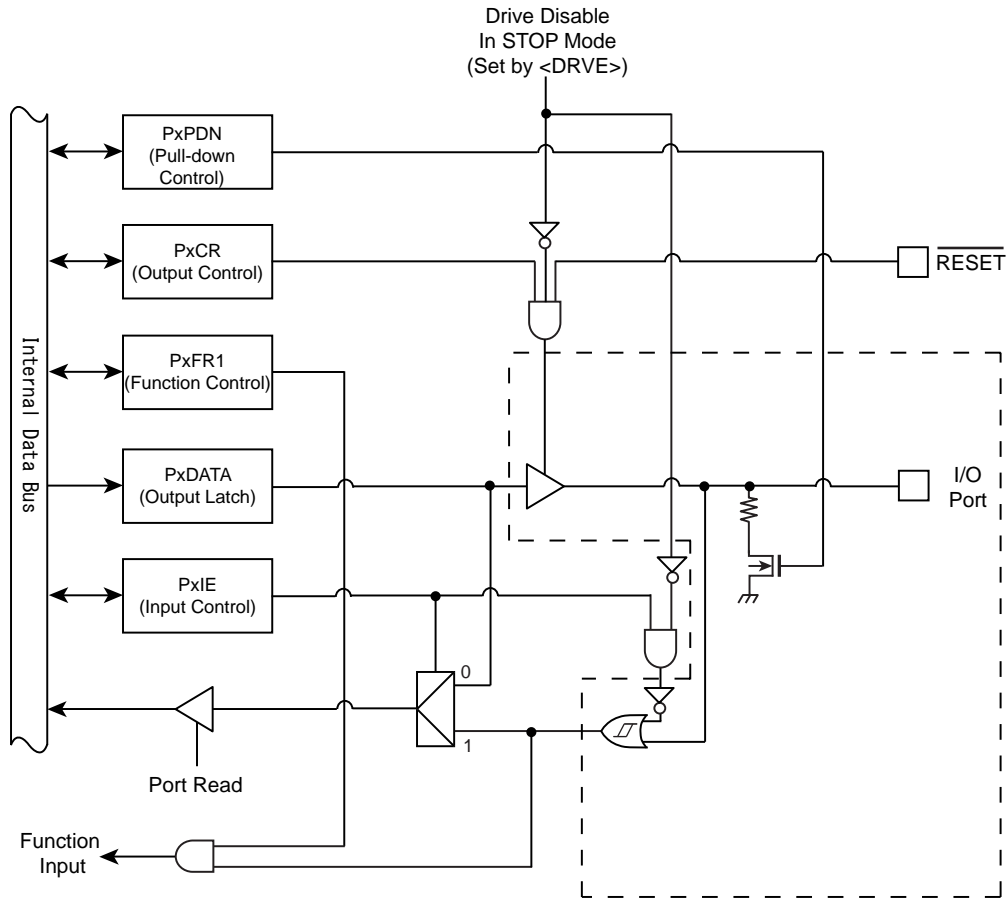 Drive Disable
In STOP Mode
(Set by <DRVE>)
PxPDN
(Pull-down
Control)
PxCR
(Output Control)
RESET
PxFR1
(Function Control)
Internal Data Bus
PxDATA
(Output Latch)
I/O
Port
PxIE
(Input Control)
0
1
Port Read
Function
Input